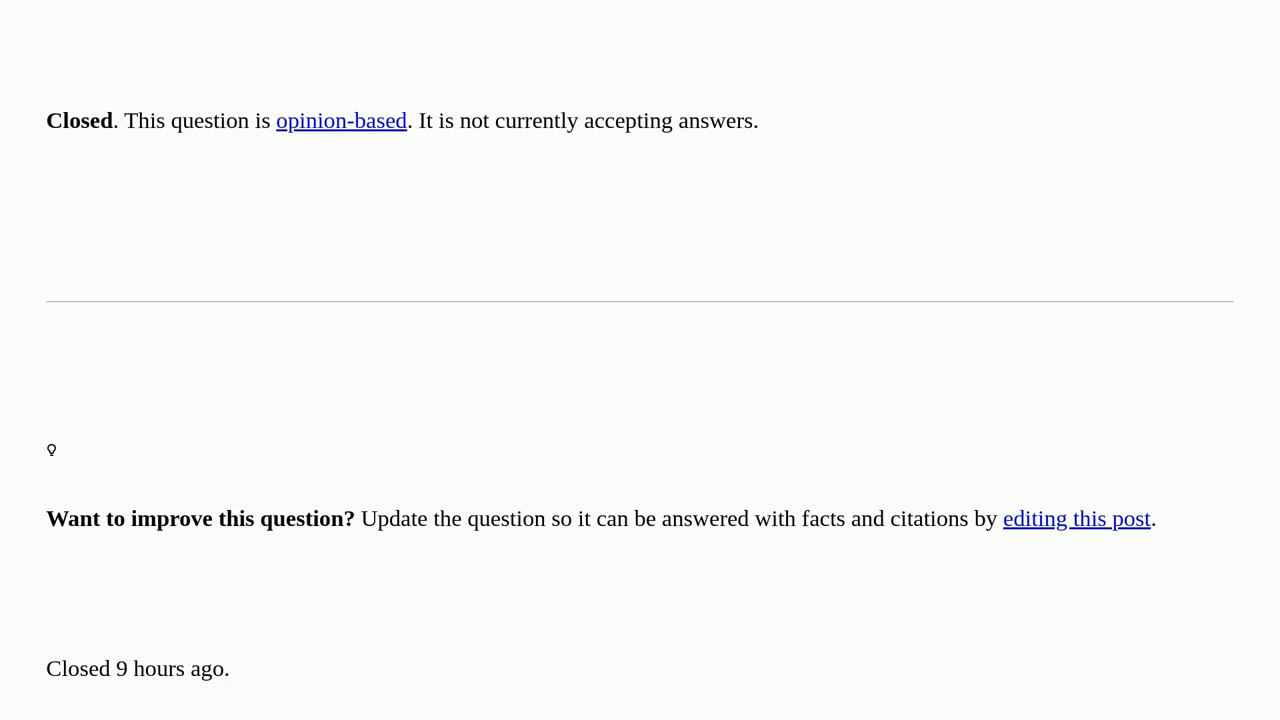 Closed. This question is opinion-based. It is not currently accepting answers.
Want to improve this question? Update the question so it can be answered with facts and citations by editing this post.
Closed 9 hours ago.